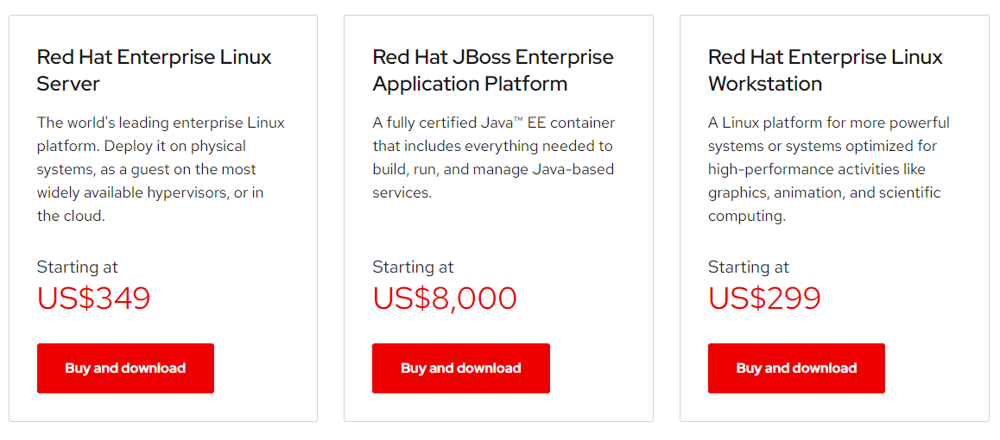 Red Hat Enterprise Linux
Server
The world's leading enterprise Linux
platform. Deploy it on physical
systems, as a guest on the most
widely available hypervisors, or in
the cloud.
Starting at
US$349
Buy and download
Red Hat JBoss Enterprise
Application Platform
A fully certified Java™ EE container
that includes everything needed to
build, run, and manage Java-based
services.
Starting at
US$8,000
Buy and download
Red Hat Enterprise Linux
Workstation
A Linux platform for more powerful
systems or systems optimized for
high-performance activities like
graphics, animation, and scientific
computing.
Starting at
US$299
Buy and download